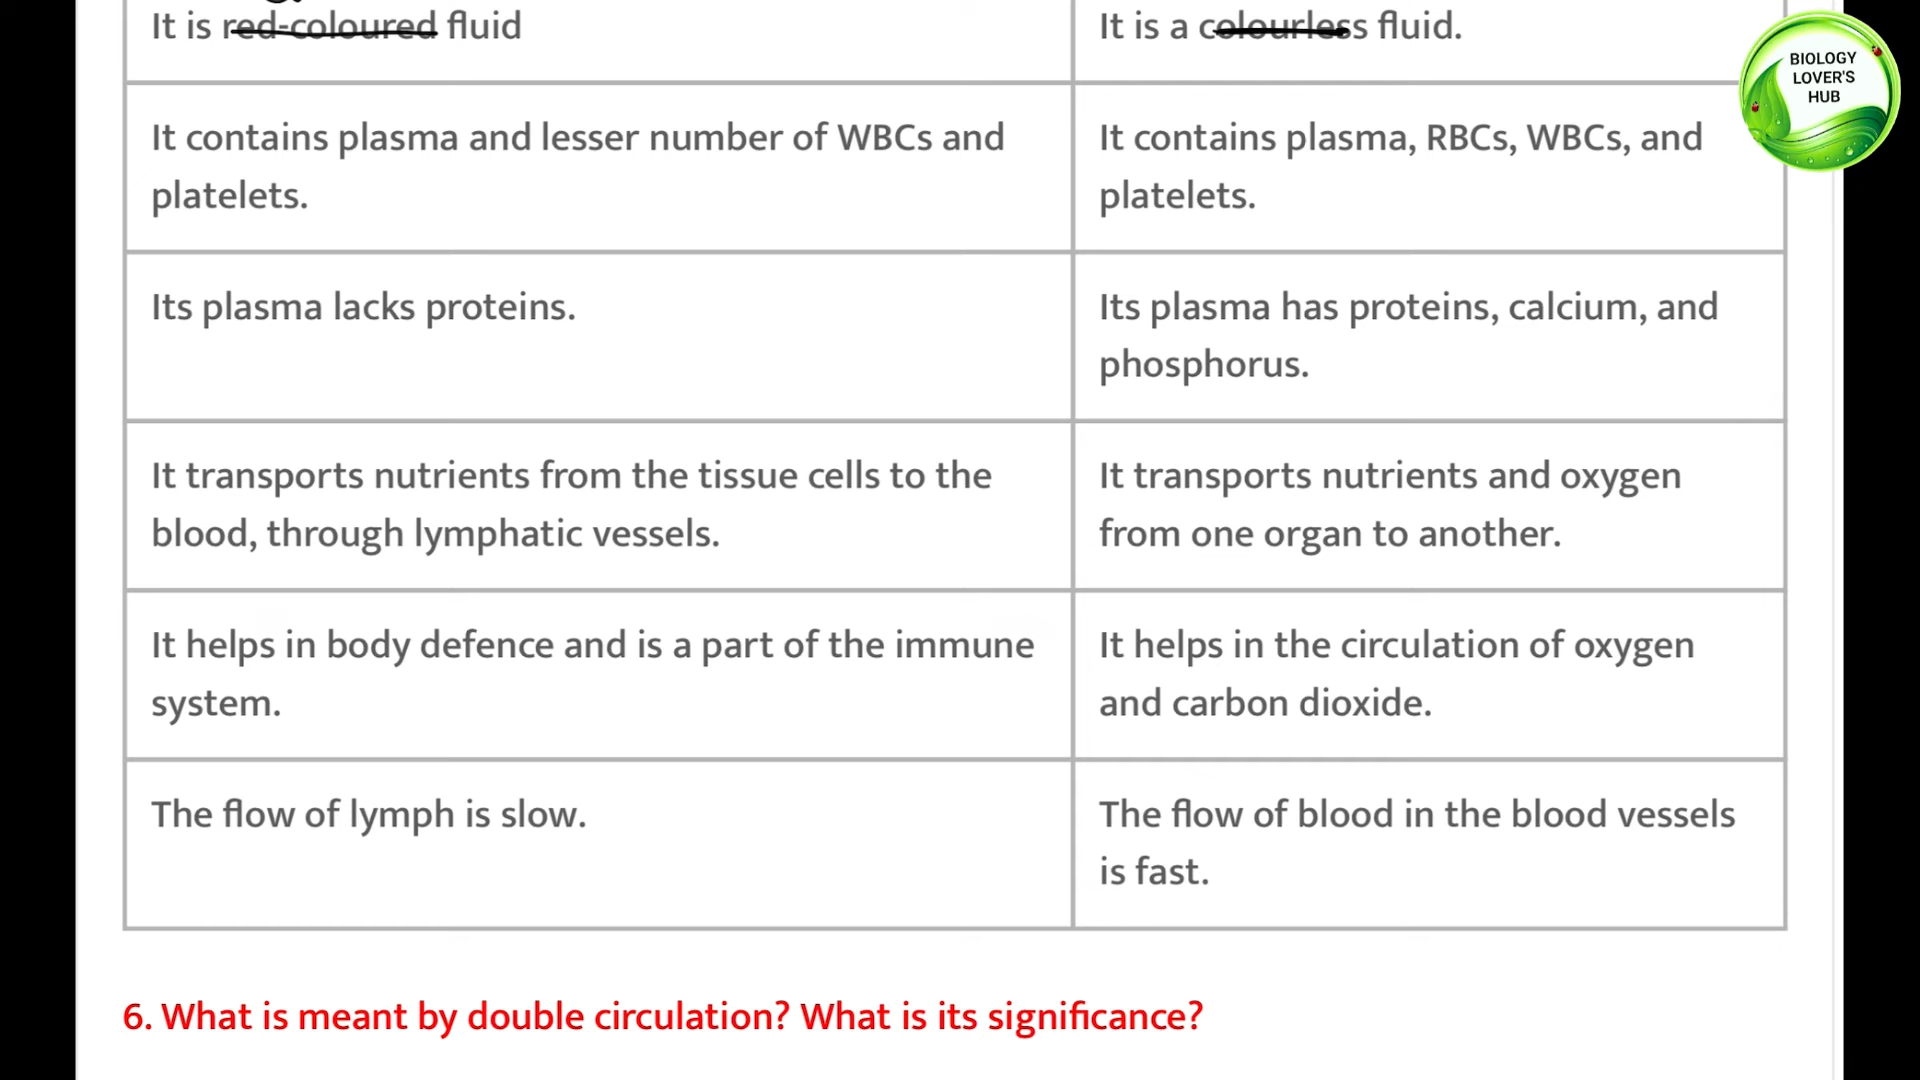 It is red-coloured fluid
It is a colourless fluid.
It contains plasma and lesser number of WBCs and
platelets.
It contains plasma, RBCs, WBCs, and
platelets.
Its plasma lacks proteins.
Its plasma has proteins, calcium, and
phosphorus.
It transports nutrients from the tissue cells to the
blood, through lymphatic vessels.
It transports nutrients and oxygen
from one organ to another.
It helps in body defence and is a part of the immune
system.
It helps in the circulation of oxygen
and carbon dioxide.
The flow of lymph is slow.
The flow of blood in the blood vessels
is fast.
6. What is meant by double circulation? What is its significance?
BIOLOGY
LOVER'S
HUB